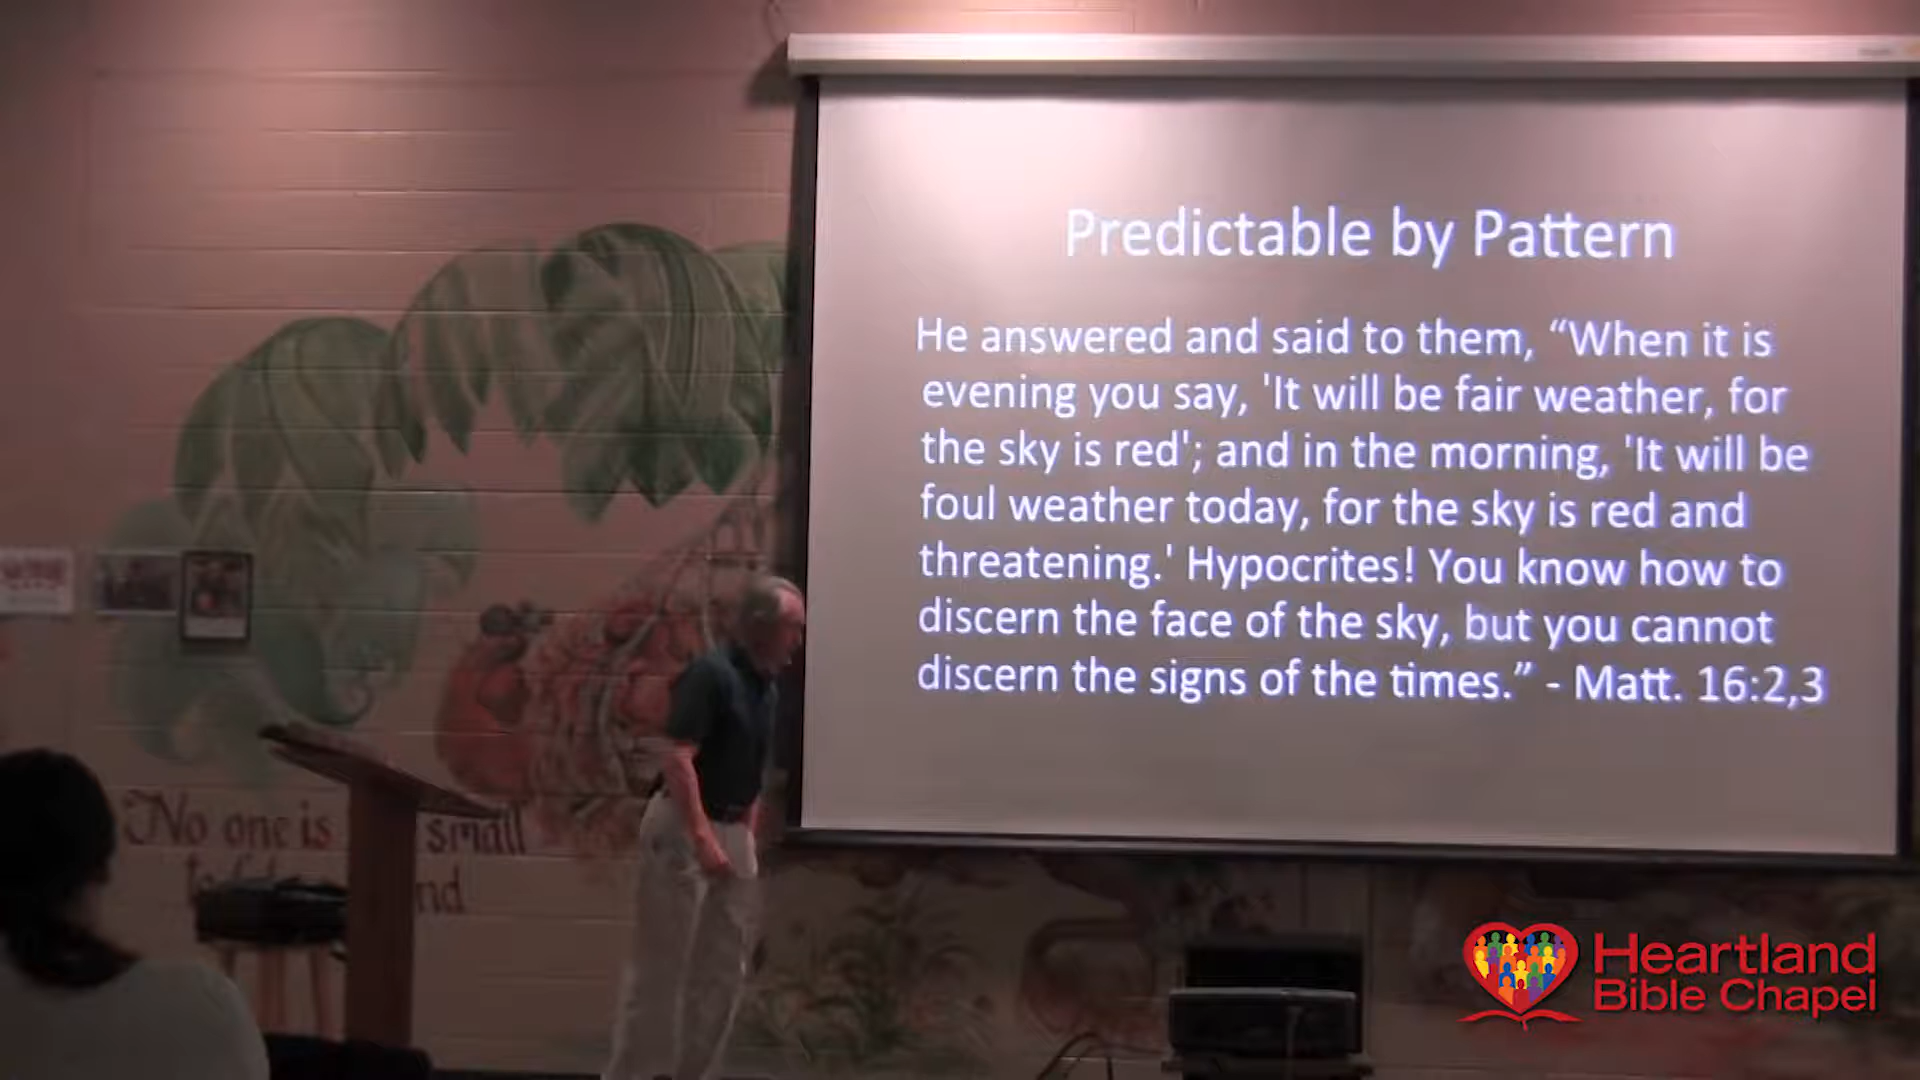 Predictable by Pattern
He answered and said to them, “When it is
evening you say, 'It will be fair weather, for
the sky is red'; and in the morning, 'It will be
foul weather today, for the sky is red and
threatening.' Hypocrites! You know how to
discern the face of the sky, but you cannot
discern the signs of the times.” - Matt. 16:2,3
"No one is
small
Heartland
Bible Chapel